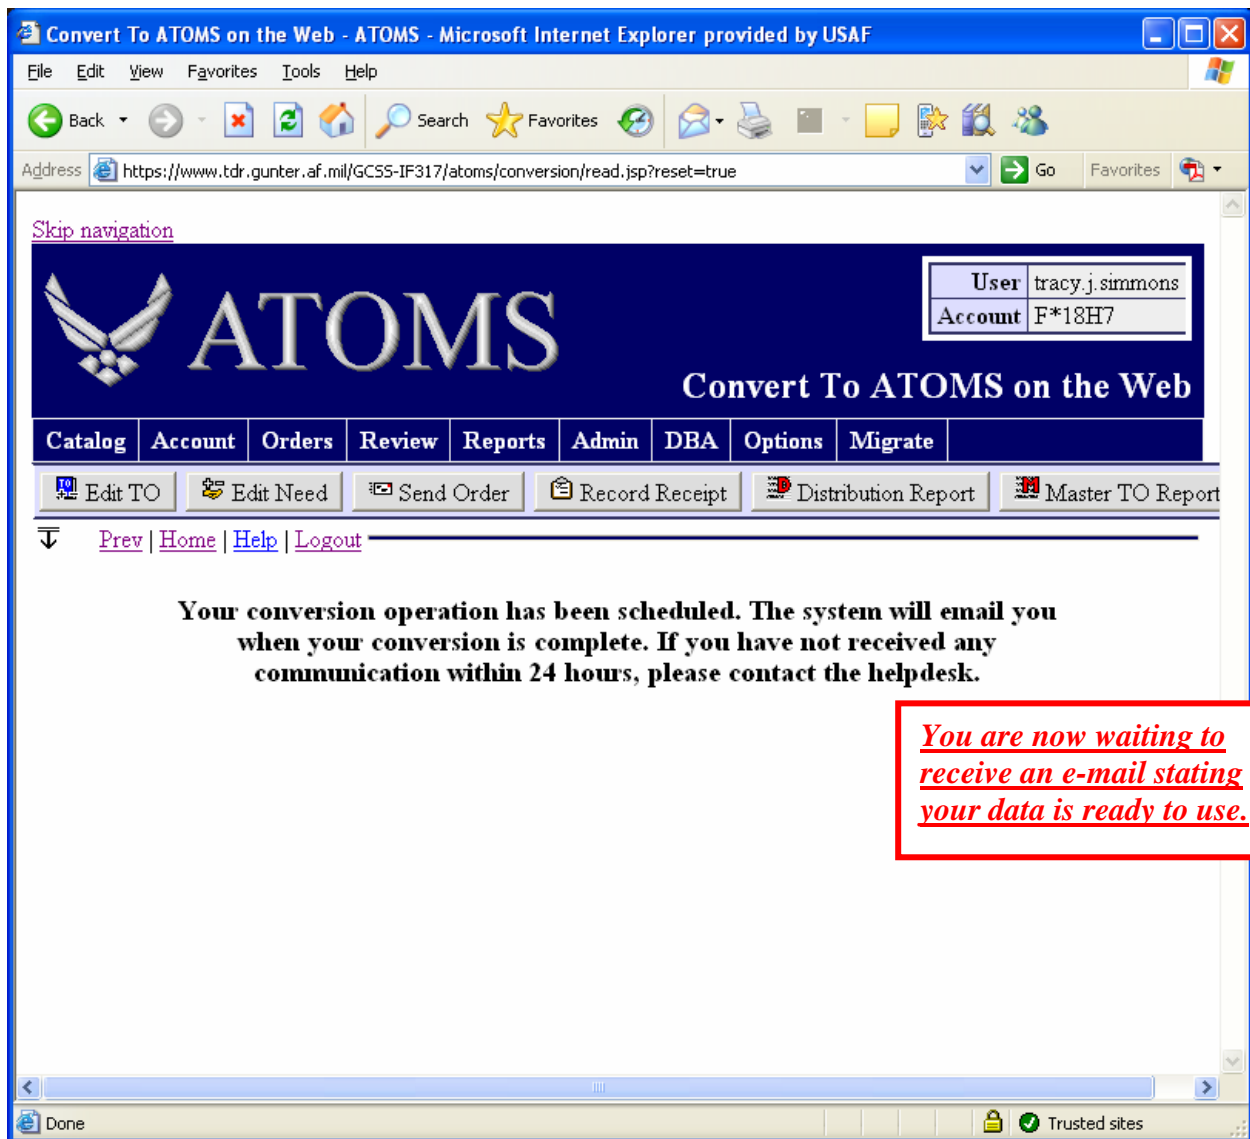 Convert To ATOMS on the Web - ATOMS - Microsoft Internet Explorer provided by USAF
File Edit View Favorites Tools Help
Back Search Favorites
Address https://www.tdr.gunter.af.mil/GCSS-IF317/atoms/conversion/read.jsp?reset=true Go Favorites
Skip navigation
ATOMS
User tracy.j.simmons
Account F*18H7
Convert To ATOMS on the Web
Catalog Account Orders Review Reports Admin DBA Options Migrate
Edit TO Edit Need Send Order Record Receipt Distribution Report Master TO Report
Prev | Home | Help | Logout
Your conversion operation has been scheduled. The system will email you
when your conversion is complete. If you have not received any
communication within 24 hours, please contact the helpdesk.
You are now waiting to
receive an e-mail stating
your data is ready to use.
Done Trusted sites